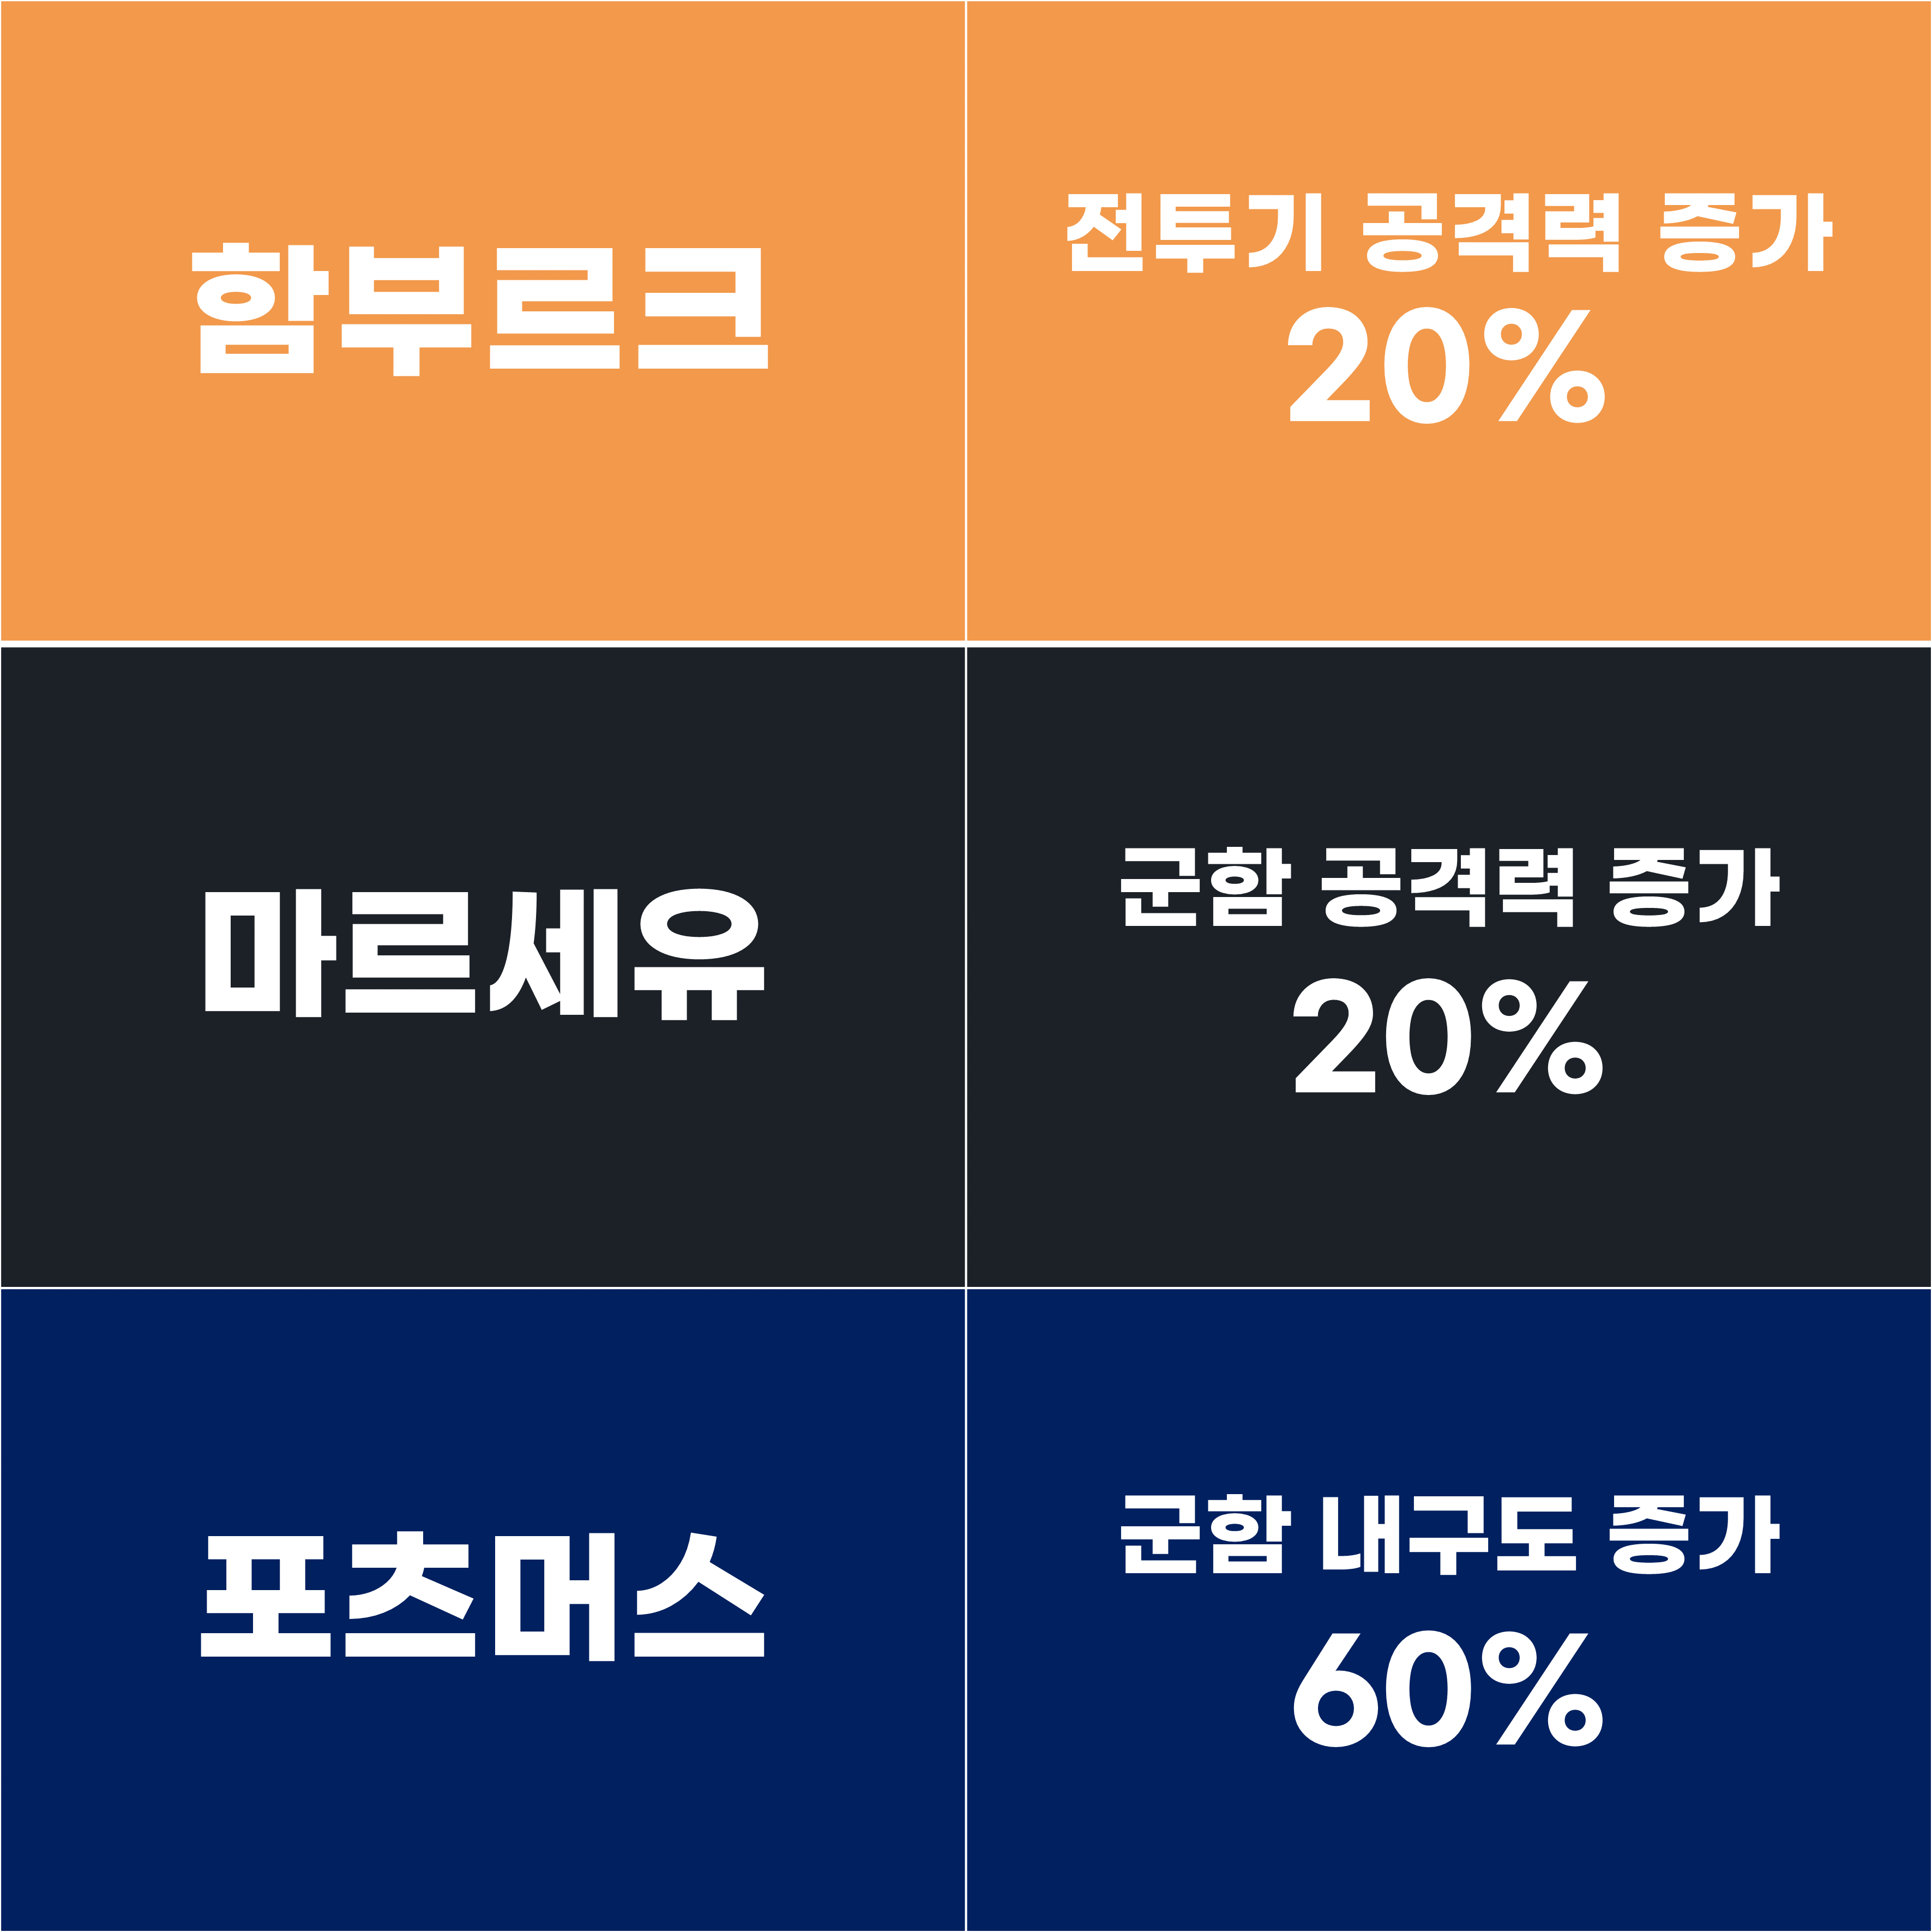 함부르크
전투기 공격력 증가
20%
마르세유
군함 공격력 증가
20%
포츠머스
군함 내구도 증가
60%